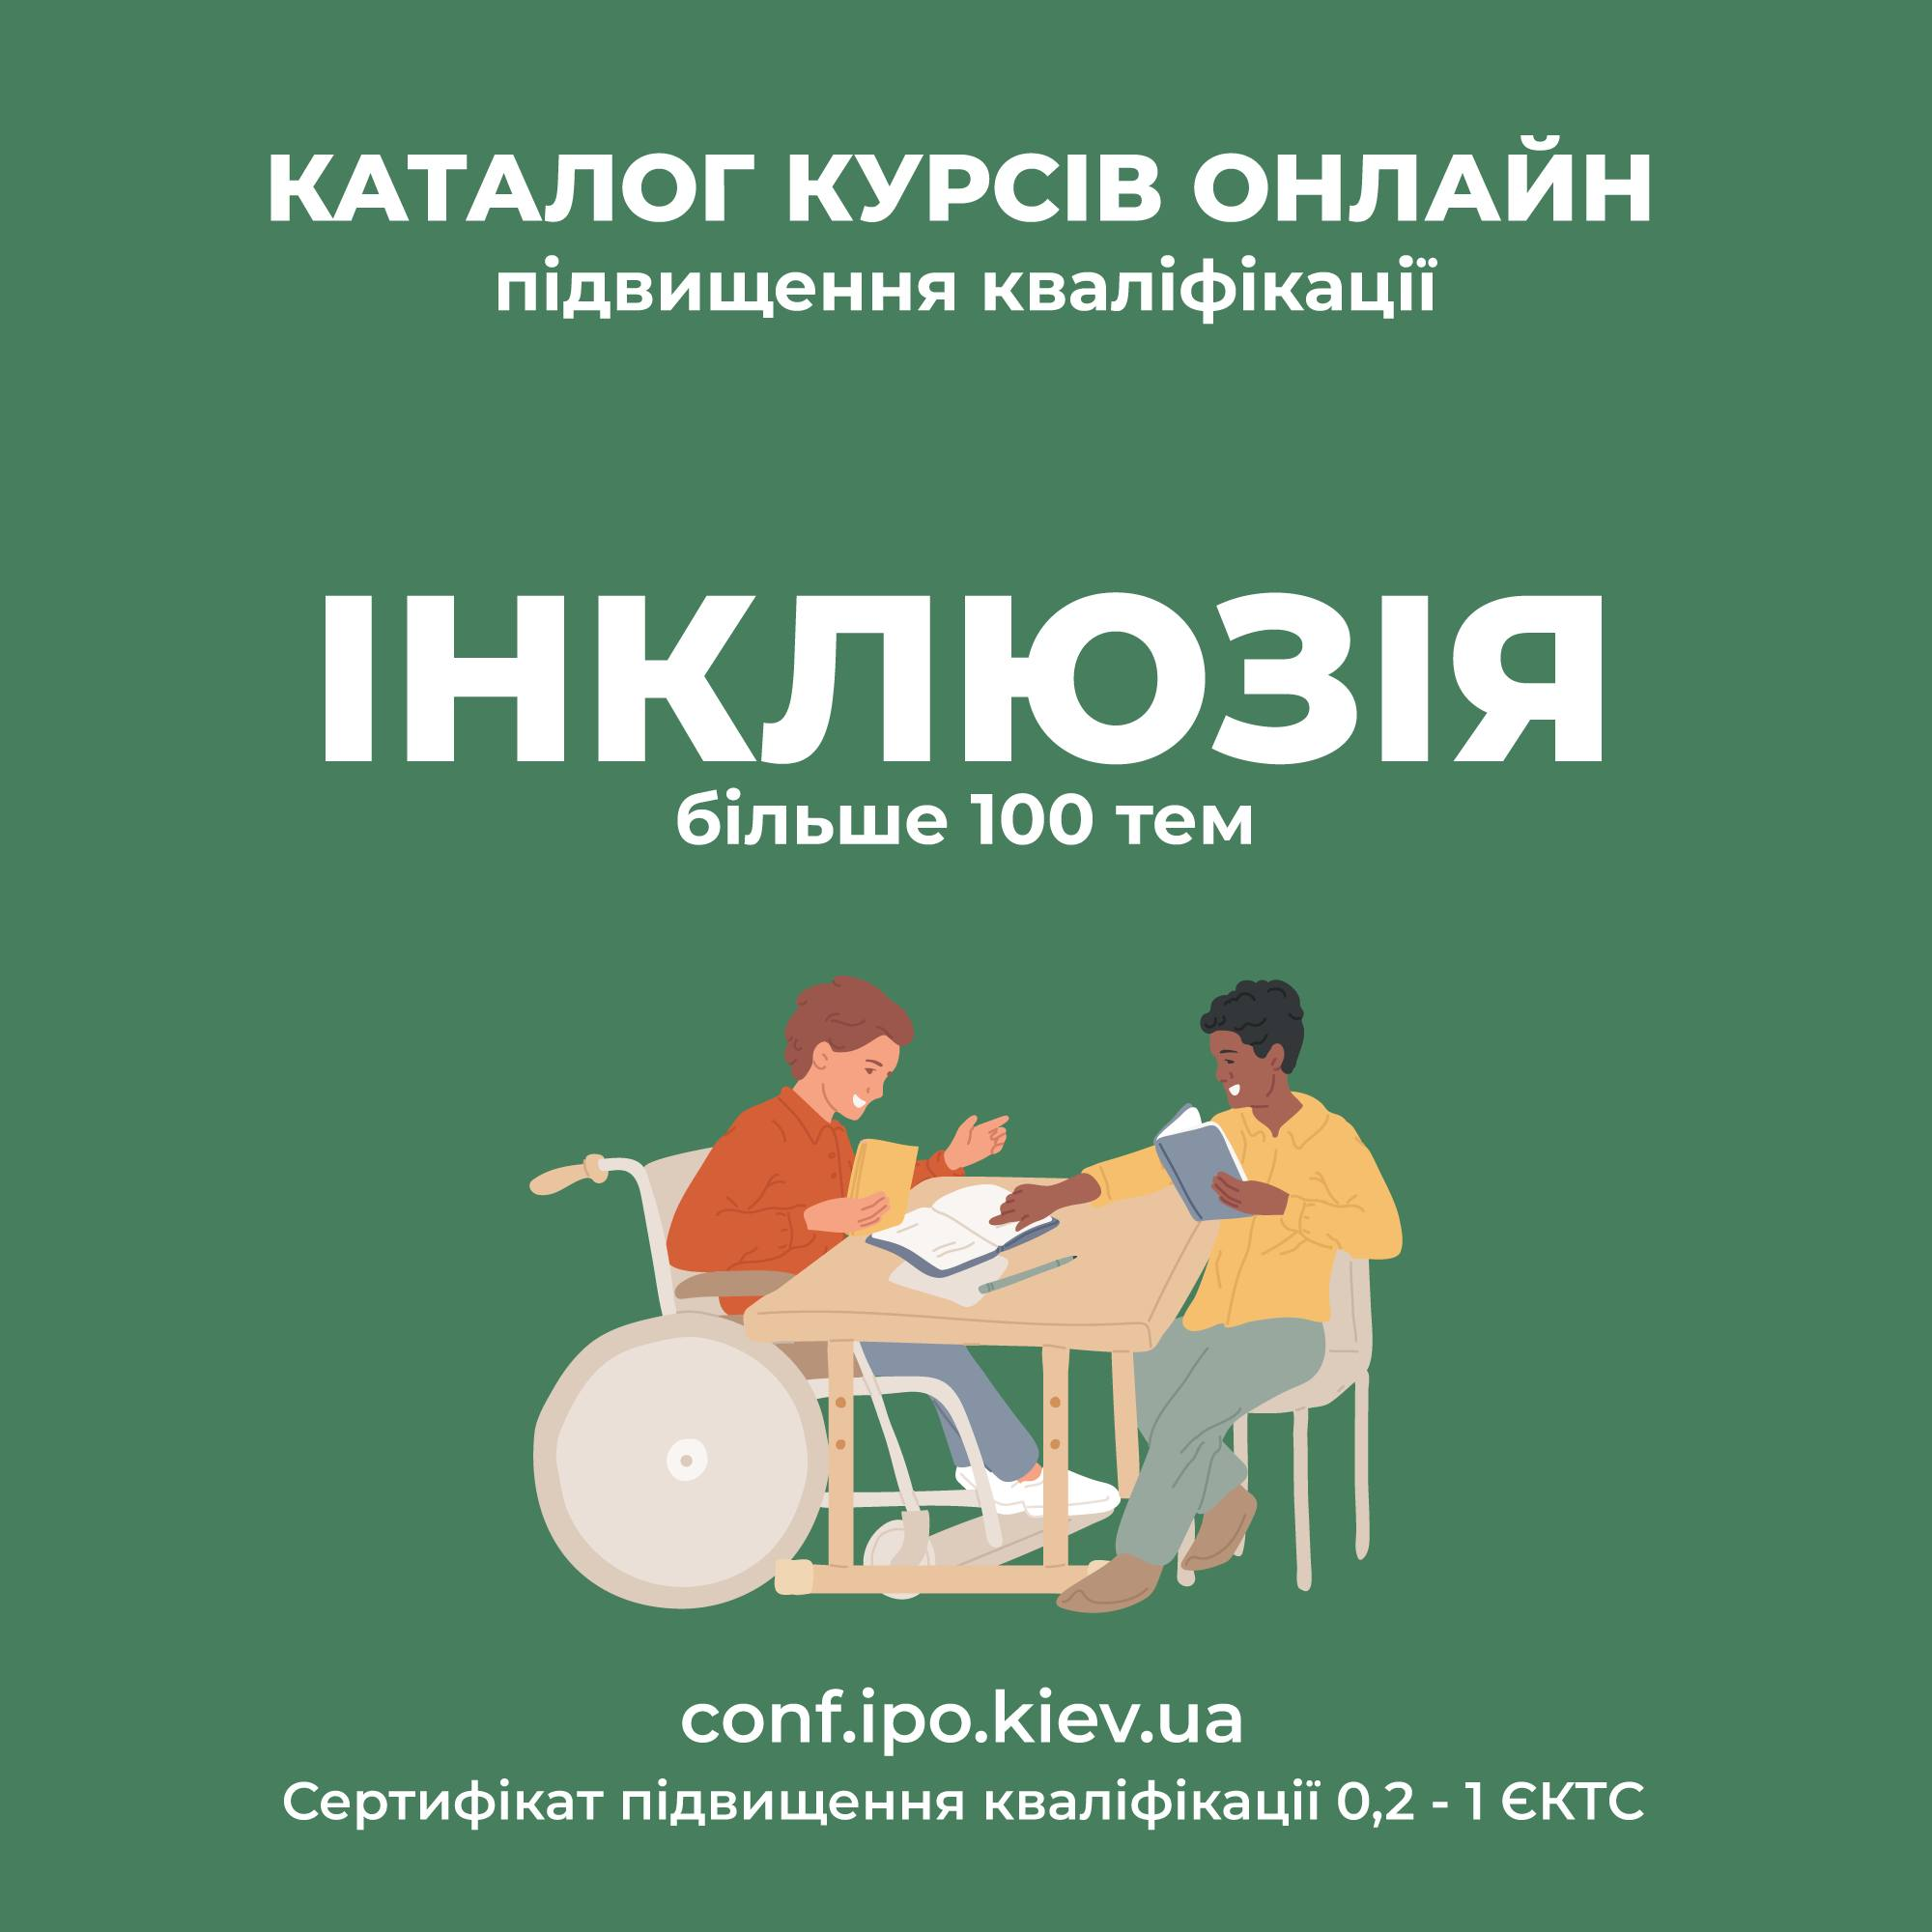 КАТАЛОГ КУРСІВ ОНЛАЙН
підвищення кваліфікації
ІНКЛЮЗІЯ
більше 100 тем
conf.ipo.kiev.ua
Сертифікат підвищення кваліфікації 0,2 - 1 ЄКТС